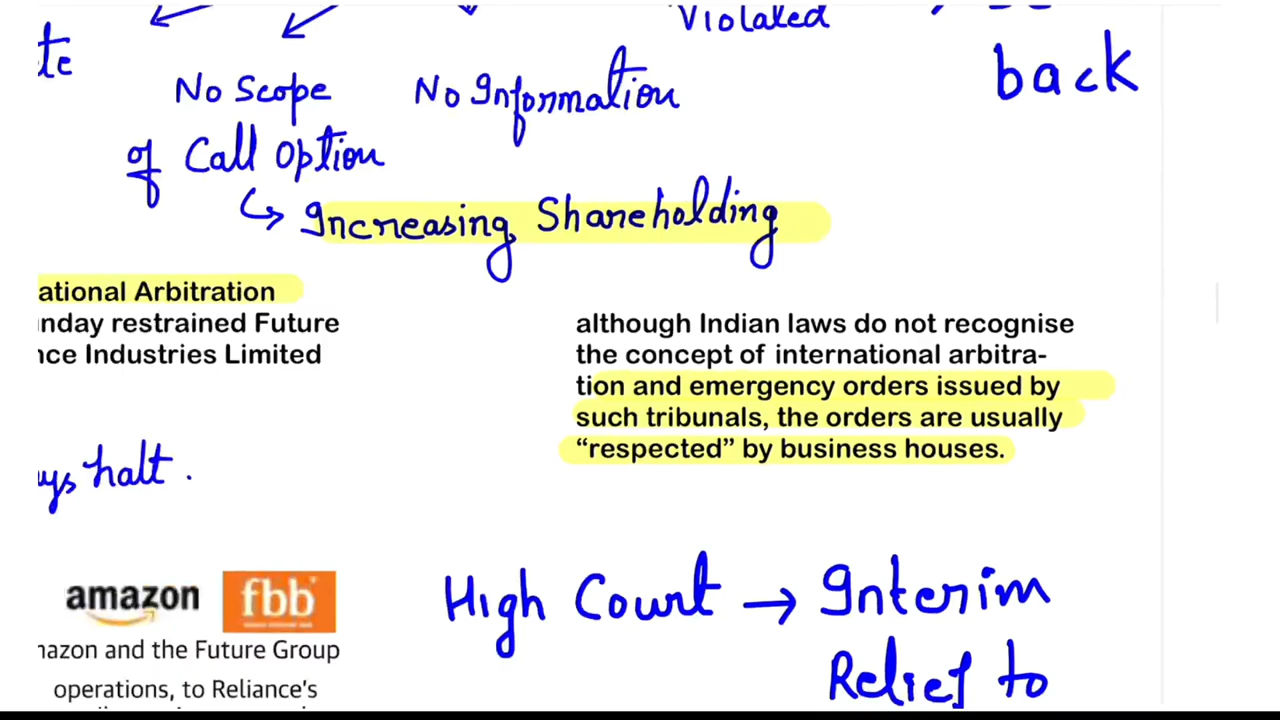 Violated
back
No Scope
No Information
of Call Option
↳ Increasing Shareholding
ational Arbitration
nday restrained Future
nce Industries Limited
although Indian laws do not recognise
the concept of international arbitra-
tion and emergency orders issued by
such tribunals, the orders are usually
“respected” by business houses.
halt.
amazon
fbb
High Court → Interim
Relief to
nazon and the Future Group
operations, to Reliance's